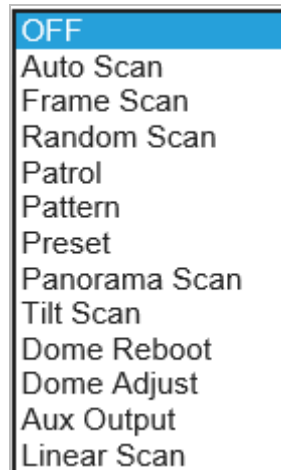 OFF
Auto Scan
Frame Scan
Random Scan
Patrol
Pattern
Preset
Panorama Scan
Tilt Scan
Dome Reboot
Dome Adjust
Aux Output
Linear Scan